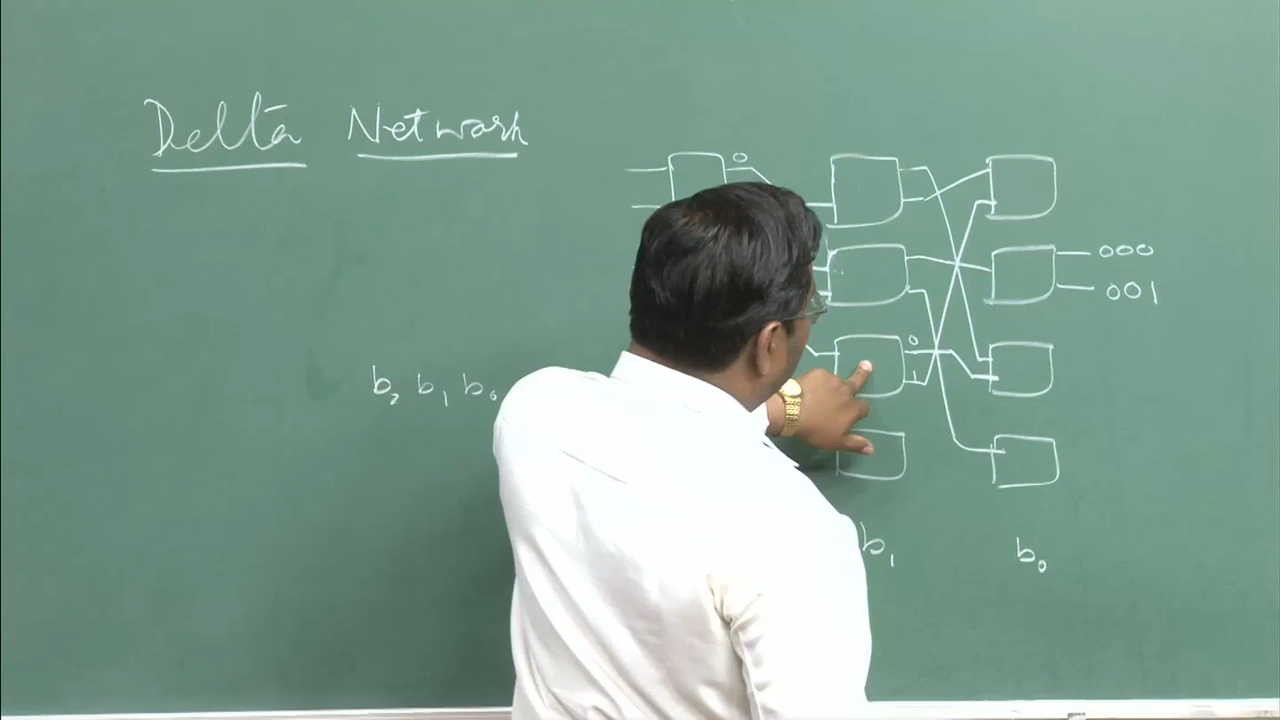 Delta Network
0
000
001
0
1
b₂ b₁ b₀
b₁
b₀